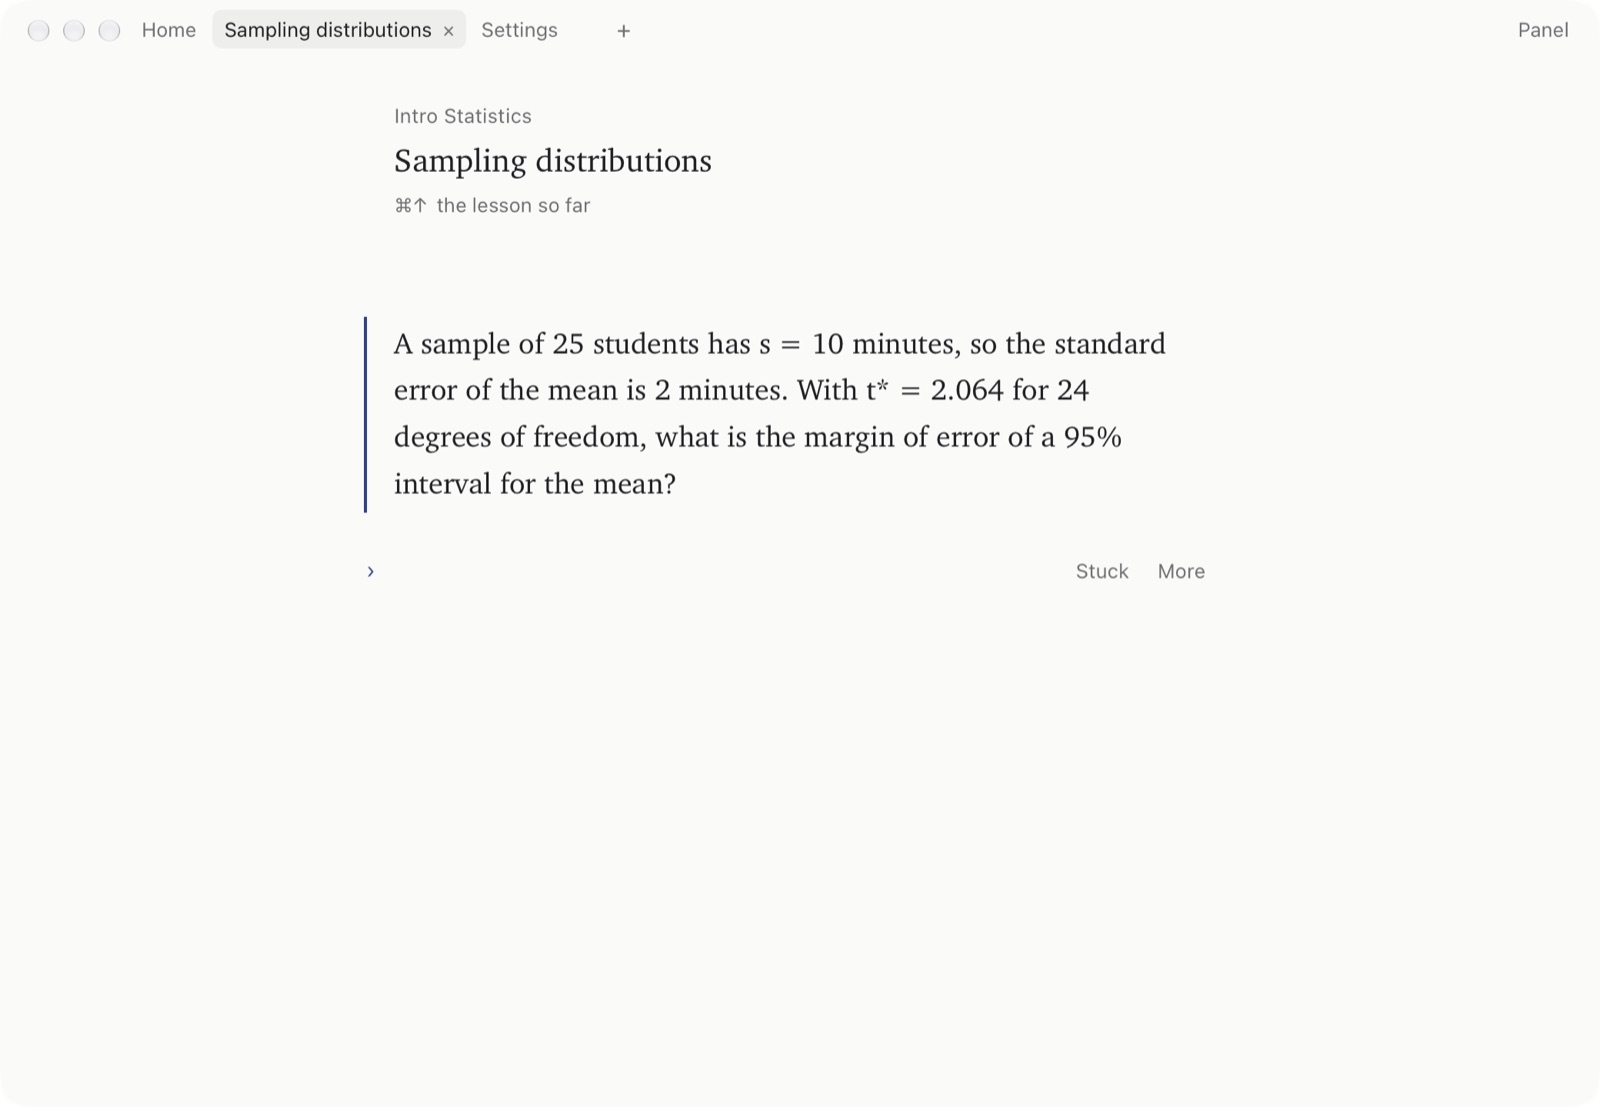 Home
Sampling distributions ×
Settings
+
Panel
Intro Statistics
Sampling distributions
⌘↑ the lesson so far
A sample of 25 students has s = 10 minutes, so the standard
error of the mean is 2 minutes. With t* = 2.064 for 24
degrees of freedom, what is the margin of error of a 95%
interval for the mean?
›
Stuck
More